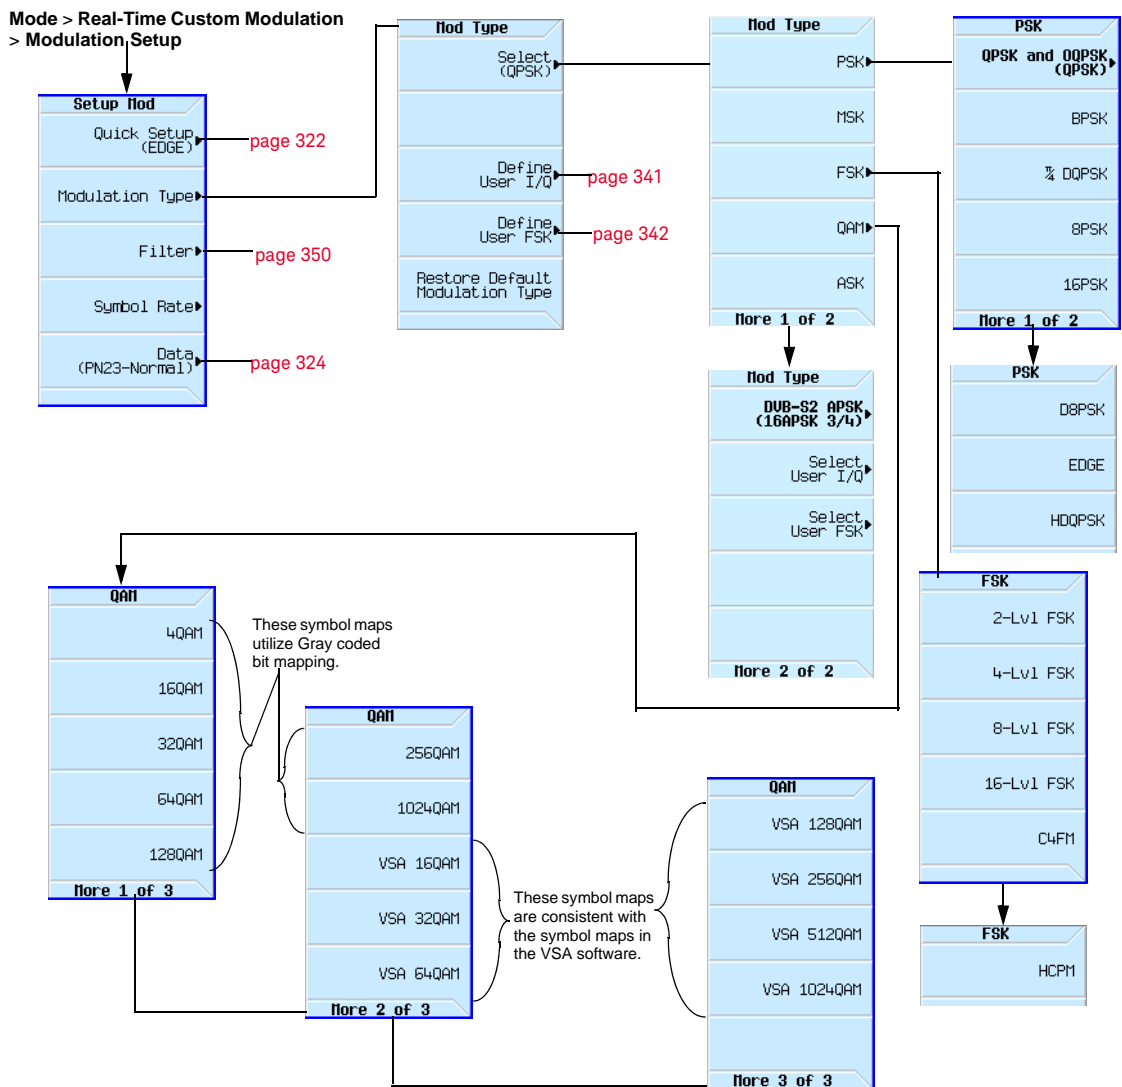 Mode > Real-Time Custom Modulation
> Modulation Setup
Setup Mod
Quick Setup
(EDGE)
page 322
Modulation Type
Filter
page 350
Symbol Rate
Data
(PN23-Normal)
page 324
Mod Type
Select
(QPSK)
Define
User I/Q
page 341
Define
User FSK
page 342
Restore Default
Modulation Type
Mod Type
PSK
MSK
FSK
QAM
ASK
More 1 of 2
Mod Type
DVB-S2 APSK
(16APSK 3/4)
Select
User I/Q
Select
User FSK
More 2 of 2
PSK
QPSK and OQPSK
(QPSK)
BPSK
π/4 DQPSK
8PSK
16PSK
More 1 of 2
PSK
D8PSK
EDGE
HDQPSK
FSK
2-Lvl FSK
4-Lvl FSK
8-Lvl FSK
16-Lvl FSK
C4FM
FSK
HCPM
QAM
4QAM
16QAM
32QAM
64QAM
128QAM
More 1 of 3
These symbol maps
utilize Gray coded
bit mapping.
QAM
256QAM
1024QAM
VSA 16QAM
VSA 32QAM
VSA 64QAM
More 2 of 3
These symbol maps
are consistent with
the symbol maps in
the VSA software.
QAM
VSA 128QAM
VSA 256QAM
VSA 512QAM
VSA 1024QAM
More 3 of 3